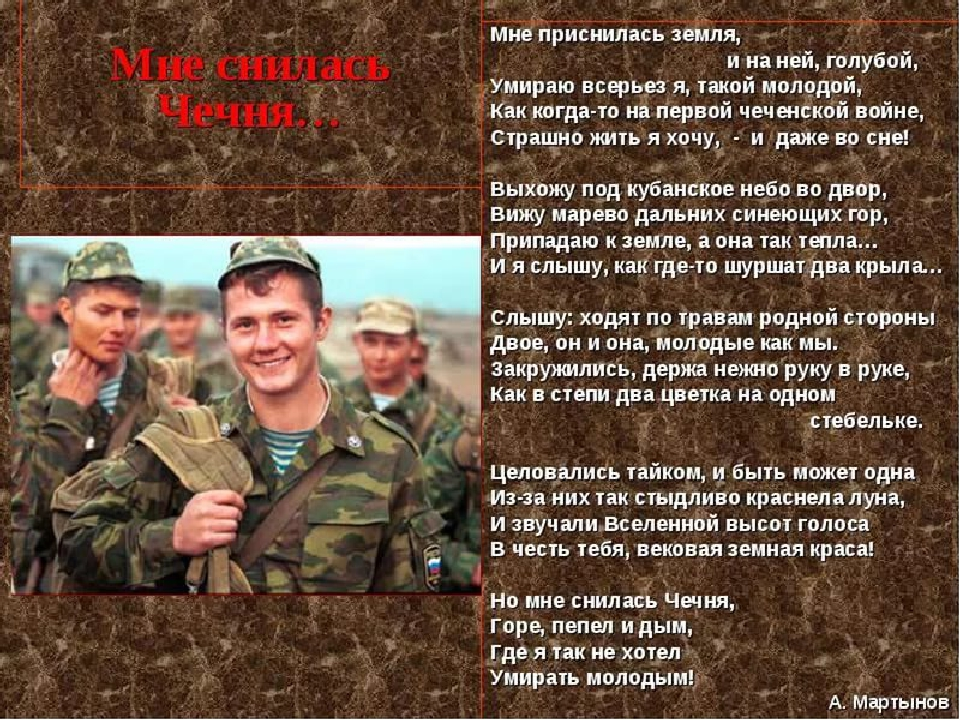 Мне снилась
Чечня…
Мне приснилась земля,
и на ней, голубой,
Умираю всерьез я, такой молодой,
Как когда-то на первой чеченской войне,
Страшно жить я хочу,  -  и  даже во сне!
Выхожу под кубанское небо во двор,
Вижу марево дальних синеющих гор,
Припадаю к земле, а она так тепла…
И я слышу, как где-то шуршат два крыла…
Слышу: ходят по травам родной стороны
Двое, он и она, молодые как мы.
Закружились, держа нежно руку в руке,
Как в степи два цветка на одном
стебельке.
Целовались тайком, и быть может одна
Из-за них так стыдливо краснела луна,
И звучали Вселенной высот голоса
В честь тебя, вековая земная краса!
Но мне снилась Чечня,
Горе, пепел и дым,
Где я так не хотел
Умирать молодым!
А. Мартынов